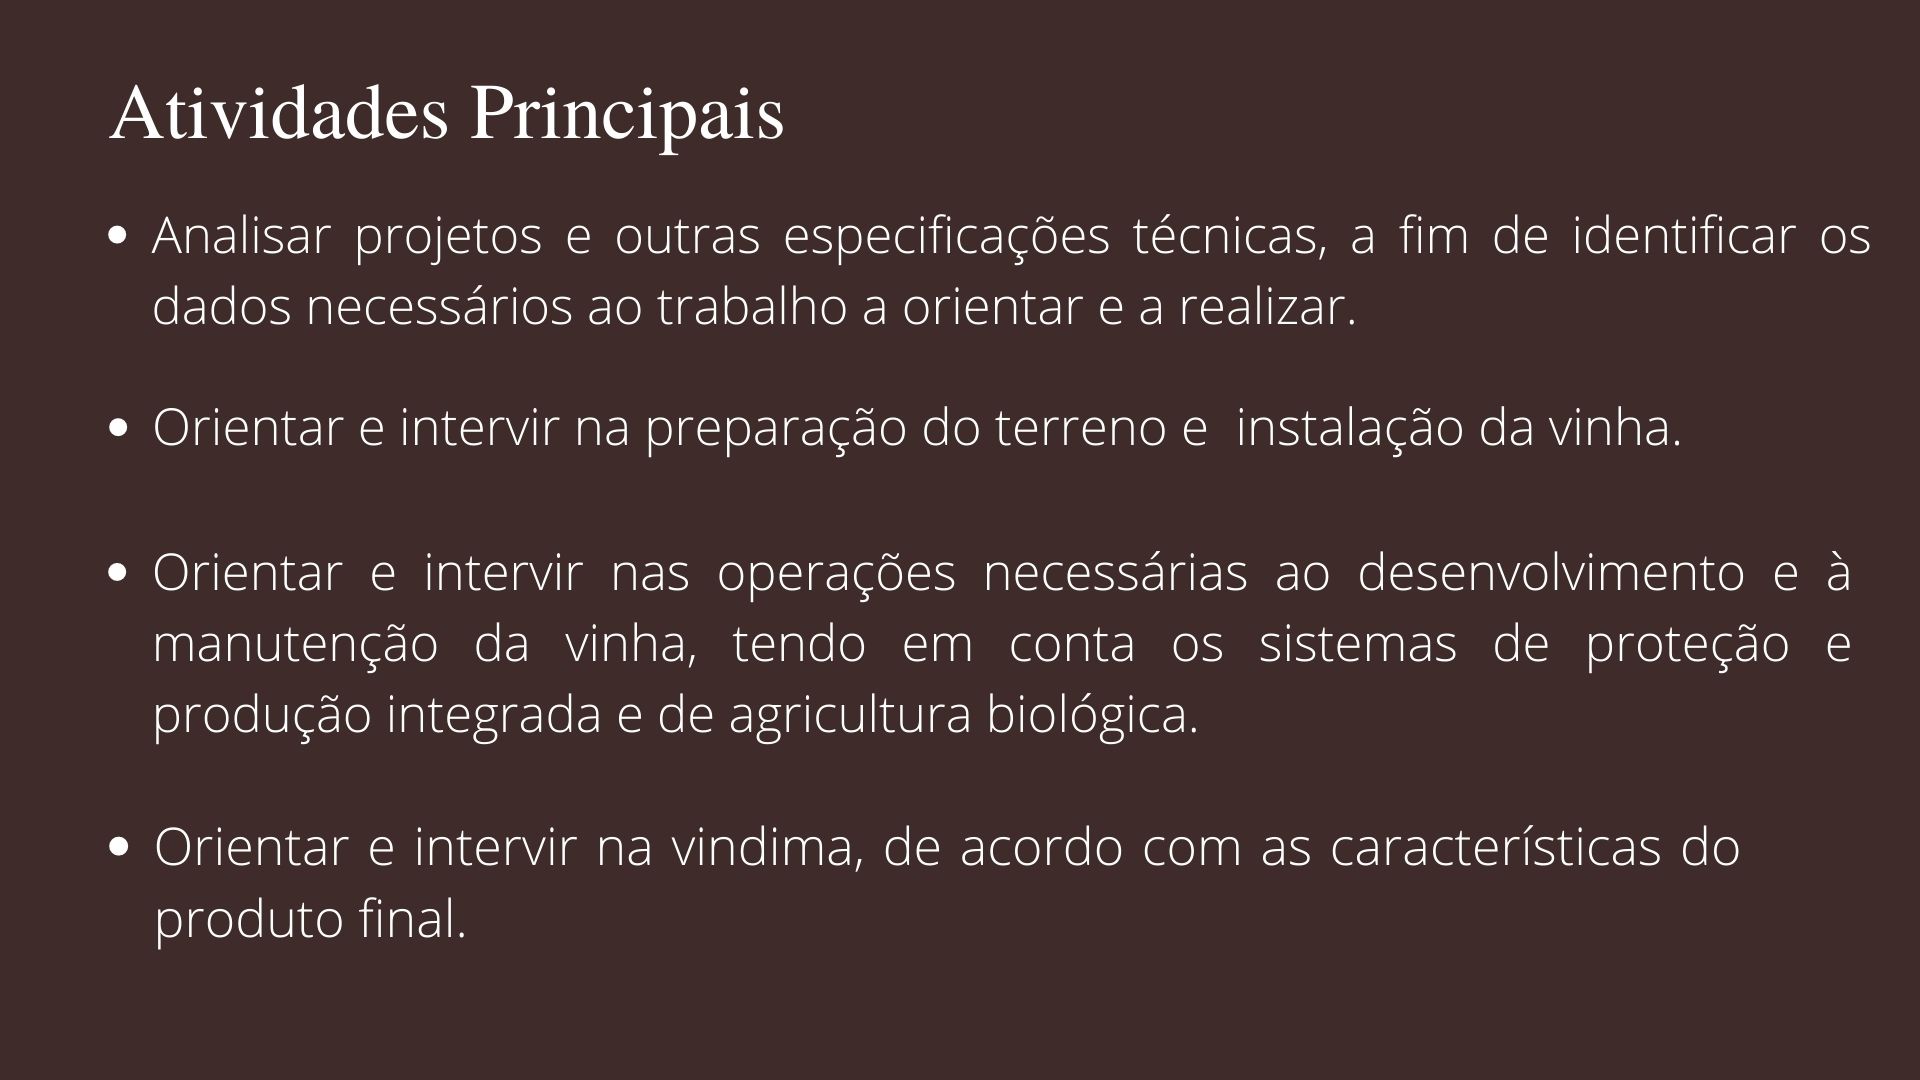 Atividades Principais
• Analisar projetos e outras especificações técnicas, a fim de identificar os
dados necessários ao trabalho a orientar e a realizar.
• Orientar e intervir na preparação do terreno e  instalação da vinha.
• Orientar e intervir nas operações necessárias ao desenvolvimento e à
manutenção da vinha, tendo em conta os sistemas de proteção e
produção integrada e de agricultura biológica.
• Orientar e intervir na vindima, de acordo com as características do
produto final.